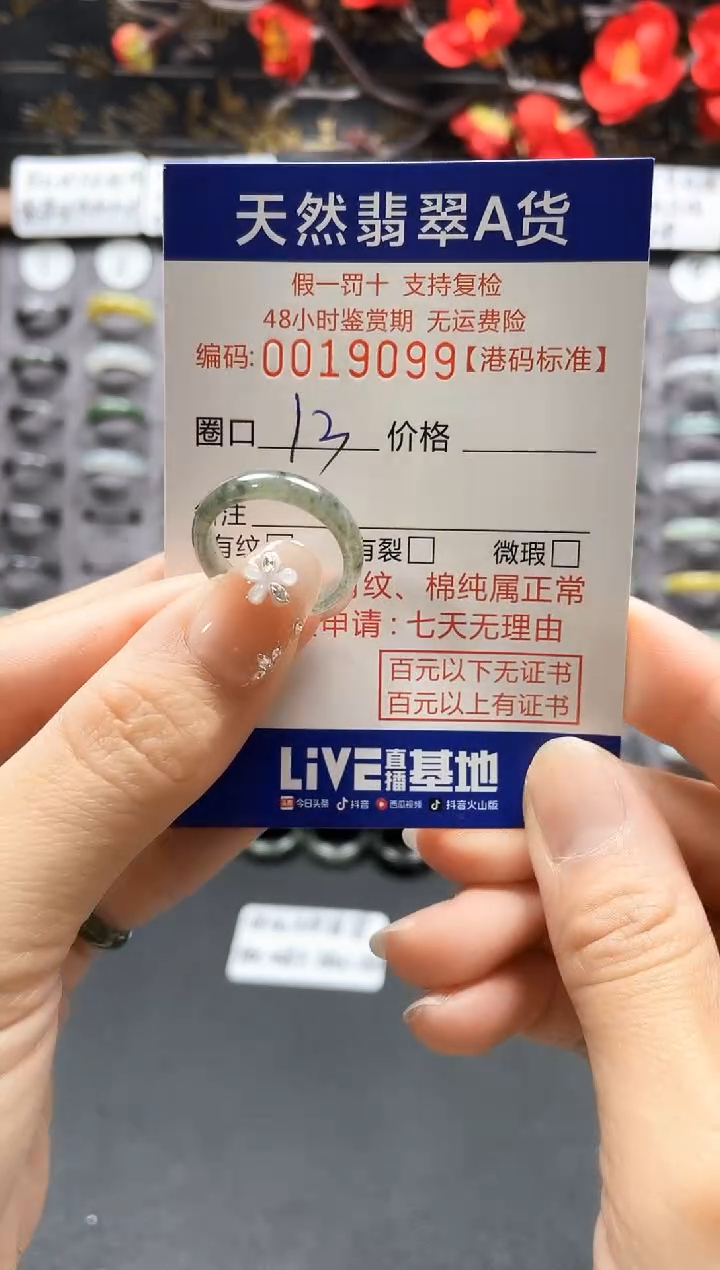 天然翡翠A货
假一罚十 支持复检
48小时鉴赏期 无运费险
编码:0019099【港码标准】
圈口 13 价格
注
有纹 有裂 微瑕
纹、棉纯属正常
申请:七天无理由
百元以下无证书
百元以上有证书
LiVE直播基地
头条 今日头条 抖音 西瓜视频 抖音火山版